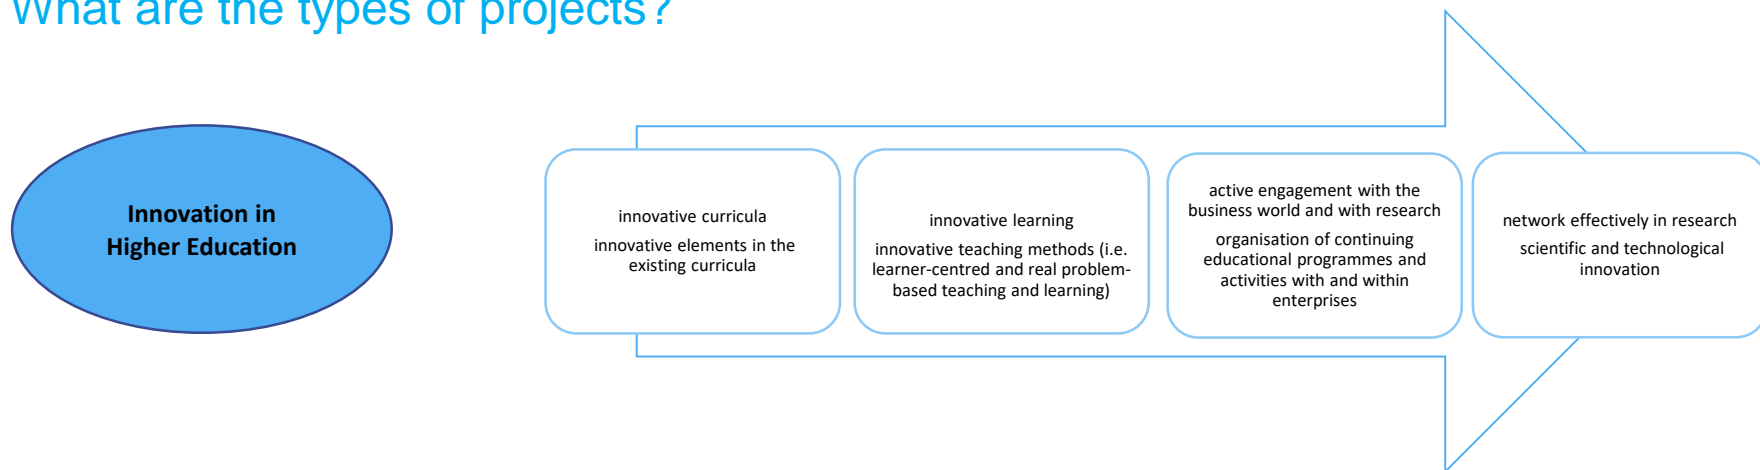 What are the types of projects?
Innovation in
Higher Education
innovative curricula
innovative elements in the
existing curricula
innovative learning
innovative teaching methods (i.e.
learner-centred and real problem-
based teaching and learning)
active engagement with the
business world and with research
organisation of continuing
educational programmes and
activities with and within
enterprises
network effectively in research
scientific and technological
innovation